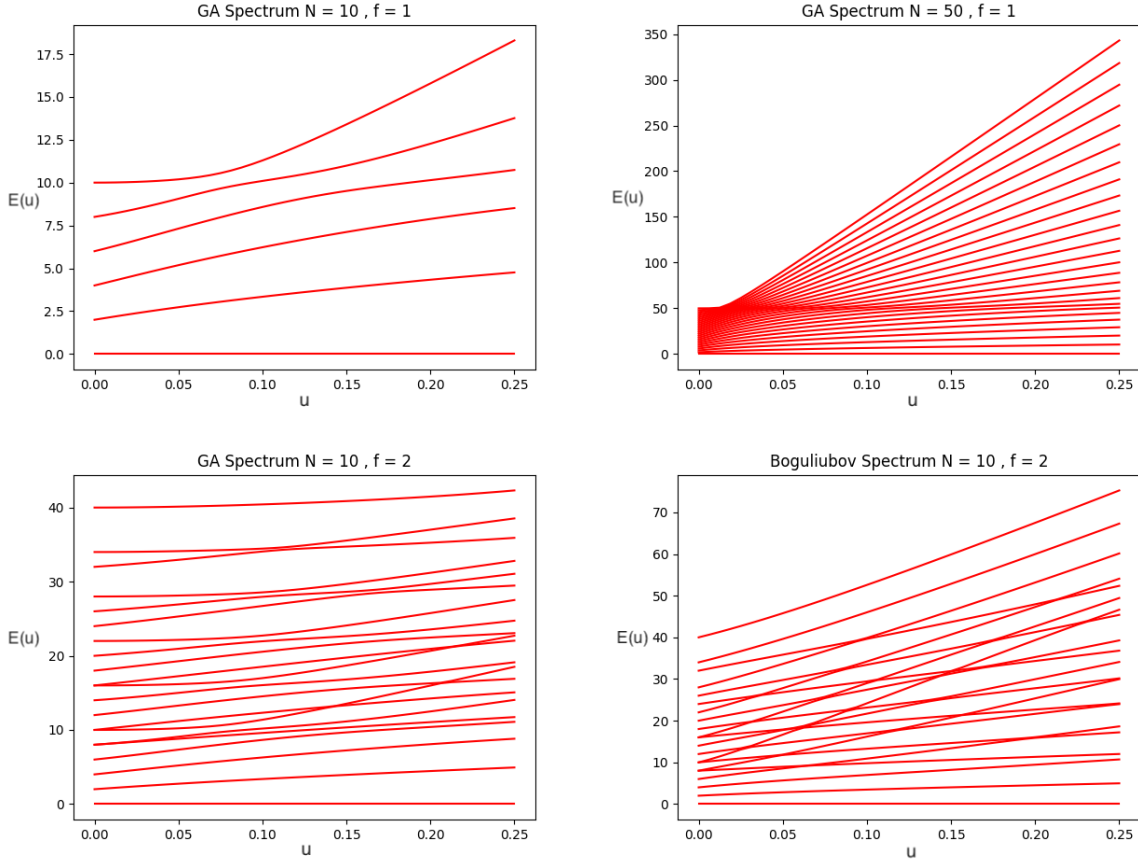 GA Spectrum N = 10 , f = 1
17.5
15.0
12.5
10.0
7.5
5.0
2.5
0.0
E(u)
0.00 0.05 0.10 0.15 0.20 0.25
u
GA Spectrum N = 50 , f = 1
350
300
250
200
150
100
50
0
E(u)
0.00 0.05 0.10 0.15 0.20 0.25
u
GA Spectrum N = 10 , f = 2
40
30
20
10
0
E(u)
0.00 0.05 0.10 0.15 0.20 0.25
u
Boguliubov Spectrum N = 10 , f = 2
70
60
50
40
30
20
10
0
E(u)
0.00 0.05 0.10 0.15 0.20 0.25
u